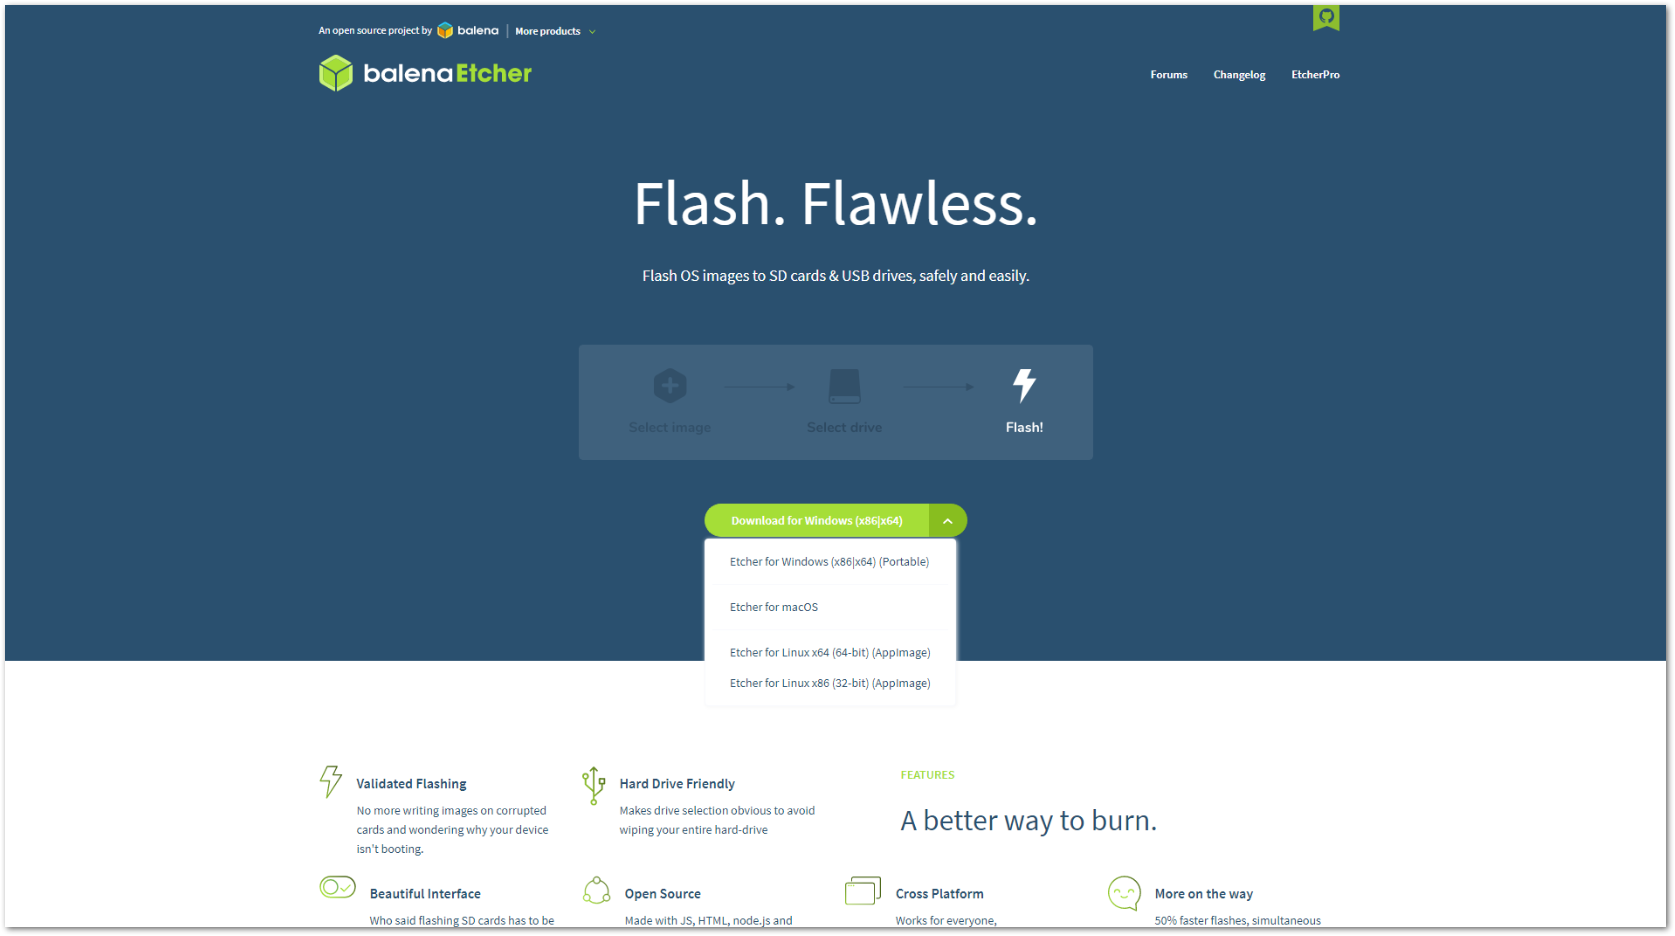 An open source project by balena | More products
balenaEtcher
Forums Changelog EtcherPro
Flash. Flawless.
Flash OS images to SD cards & USB drives, safely and easily.
Select image Select drive Flash!
Download for Windows (x86|x64)
Etcher for Windows (x86|x64) (Portable)
Etcher for macOS
Etcher for Linux x64 (64-bit) (AppImage)
Etcher for Linux x86 (32-bit) (AppImage)
Validated Flashing
No more writing images on corrupted
cards and wondering why your device
isn't booting.
Hard Drive Friendly
Makes drive selection obvious to avoid
wiping your entire hard-drive
FEATURES
A better way to burn.
Beautiful Interface
Who said flashing SD cards has to be
Open Source
Made with JS, HTML, node.js and
Cross Platform
Works for everyone,
More on the way
50% faster flashes, simultaneous